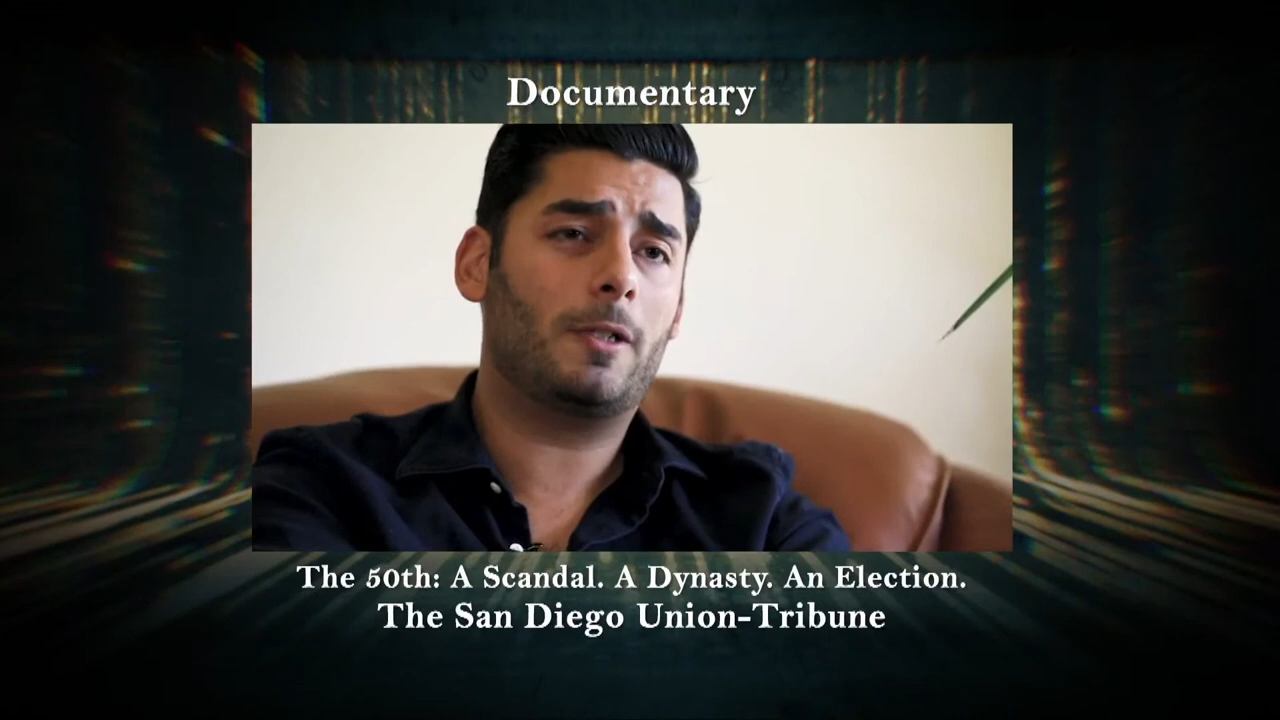 Documentary
The 50th: A Scandal. A Dynasty. An Election.
The San Diego Union-Tribune